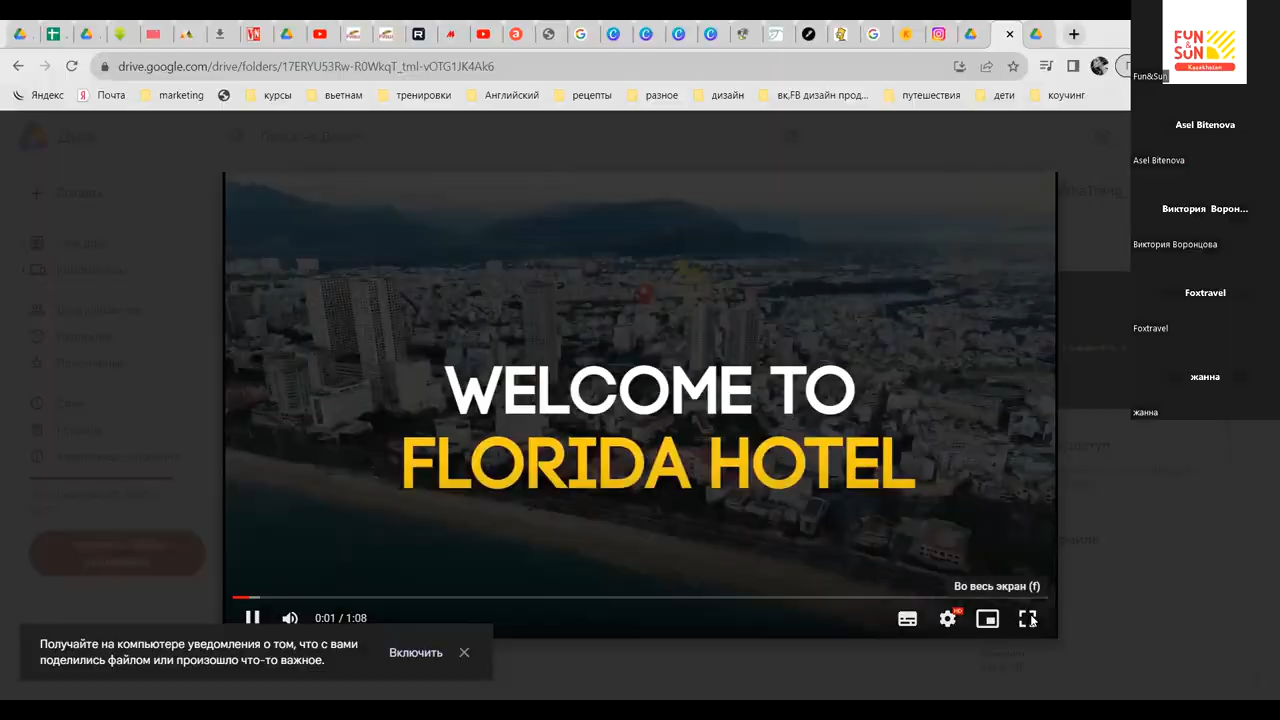 drive.google.com/drive/folders/17ERYU53Rw-R0WkqT_tml-vOTG1JK4Ak6
Яндекс
Почта
marketing
курсы
вьетнам
тренировки
Английский
рецепты
разное
дизайн
вк,FB дизайн прод...
путешествия
дети
коучинг
FUN
&
SUN
Kazakhstan
Fun&Sun
Asel Bitenova
Asel Bitenova
Виктория Ворон...
Виктория Воронцова
Foxtravel
Foxtravel
жанна
жанна
WELCOME TO
FLORIDA HOTEL
Во весь экран (f)
0:01 / 1:08
HD
Получайте на компьютере уведомления о том, что с вами
поделились файлом или произошло что-то важное.
Включить